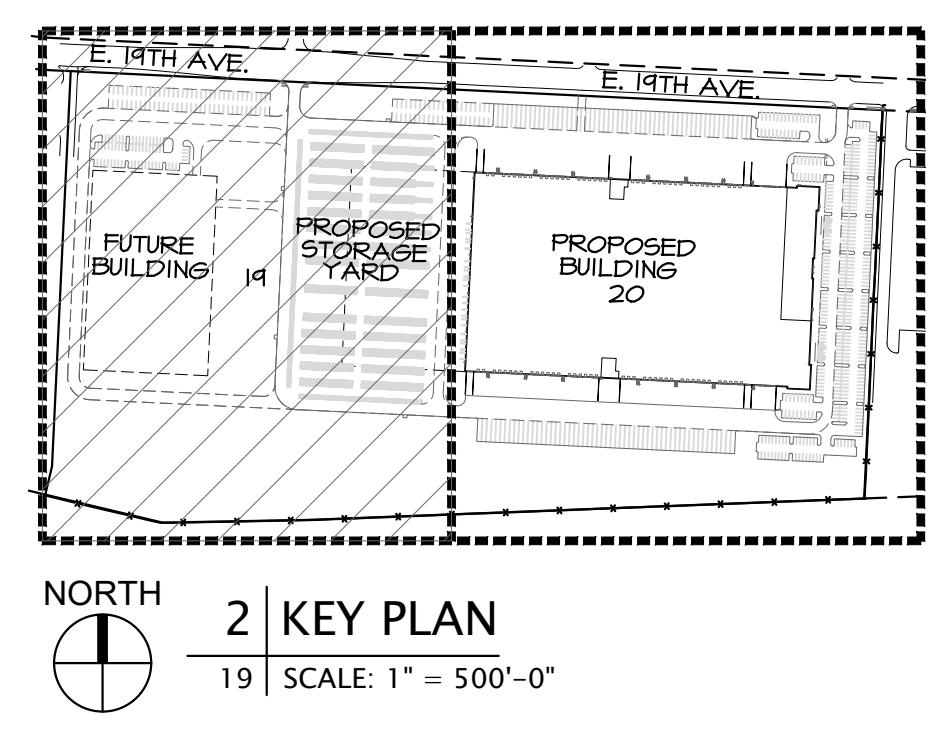 E. 19TH AVE.
E. 19TH AVE.
FUTURE
BUILDING
19
PROPOSED
STORAGE
YARD
PROPOSED
BUILDING
20
NORTH
2
KEY PLAN
19
SCALE: 1" = 500'-0"